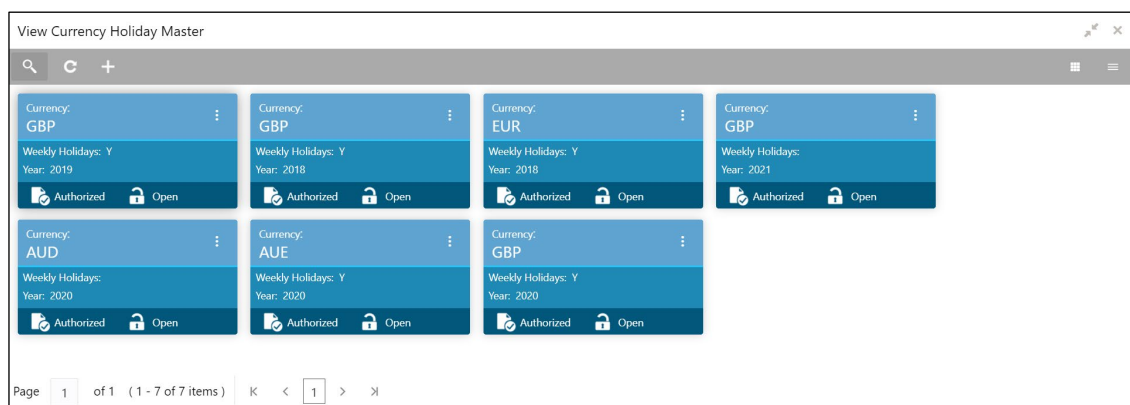 View Currency Holiday Master
Currency:
GBP
Weekly Holidays: Y
Year: 2019
Authorized Open
Currency:
GBP
Weekly Holidays: Y
Year: 2018
Authorized Open
Currency:
EUR
Weekly Holidays: Y
Year: 2018
Authorized Open
Currency:
GBP
Weekly Holidays:
Year: 2021
Authorized Open
Currency:
AUD
Weekly Holidays:
Year: 2020
Authorized Open
Currency:
AUE
Weekly Holidays: Y
Year: 2020
Authorized Open
Currency:
GBP
Weekly Holidays: Y
Year: 2020
Authorized Open
Page 1 of 1 ( 1 - 7 of 7 items ) 1